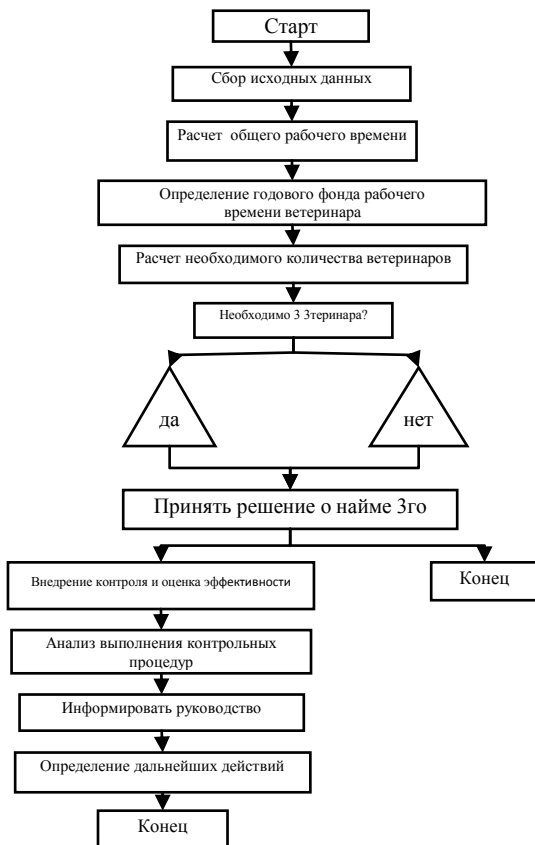 Старт
Сбор исходных данных
Расчет общего рабочего времени
Определение годового фонда рабочего
времени ветеринара
Расчет необходимого количества ветеринаров
Необходимо 3 3теринара?
да
нет
Принять решение о найме 3го
Внедрение контроля и оценка эффективности
Конец
Анализ выполнения контрольных
процедур
Информировать руководство
Определение дальнейших действий
Конец